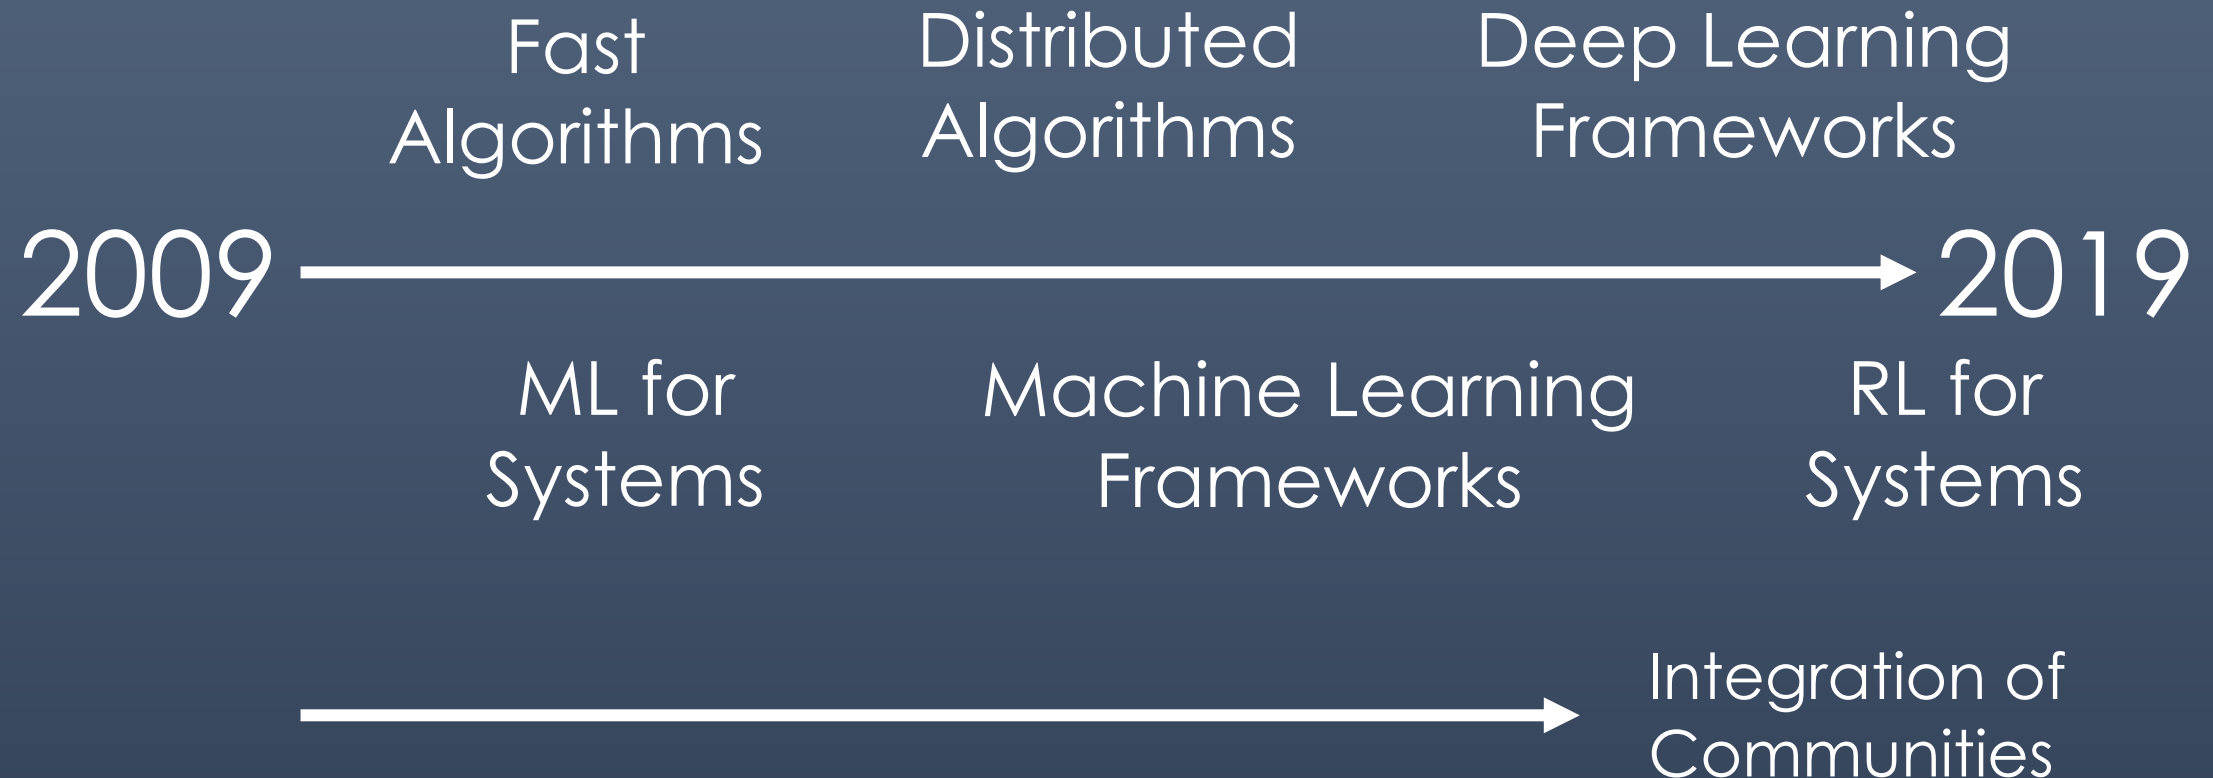 Fast
Algorithms
Distributed
Algorithms
Deep Learning
Frameworks
2009
2019
ML for
Systems
Machine Learning
Frameworks
RL for
Systems
Integration of
Communities